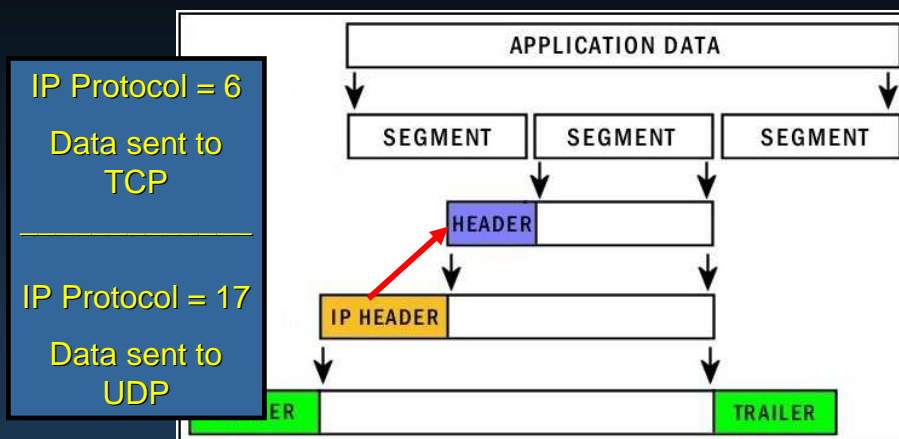 APPLICATION DATA
IP Protocol = 6
Data sent to
TCP
IP Protocol = 17
Data sent to
UDP
SEGMENT SEGMENT SEGMENT
HEADER
IP HEADER
ER TRAILER